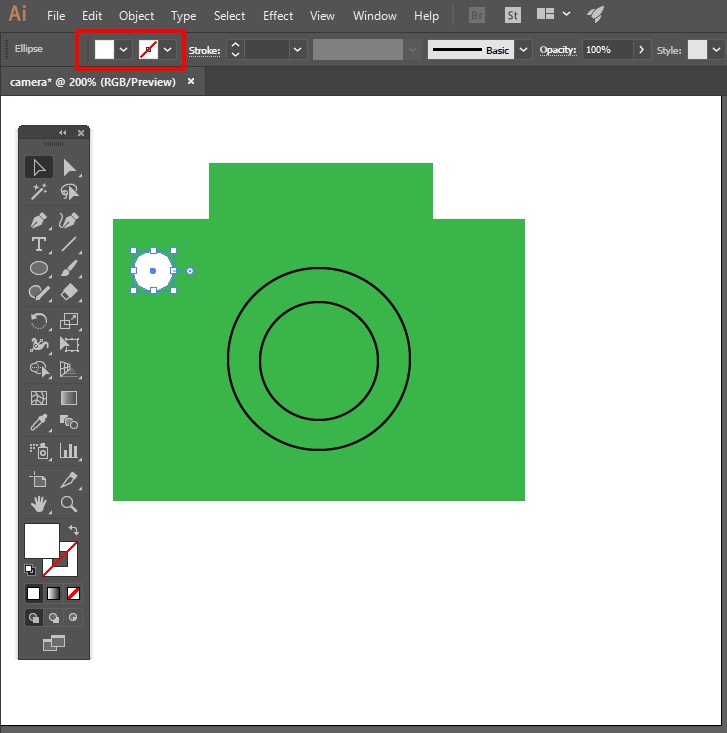 Ai File Edit Object Type Select Effect View Window Help Br St
Ellipse Stroke: Basic Opacity: 100% Style:
camera* @ 200% (RGB/Preview)
T